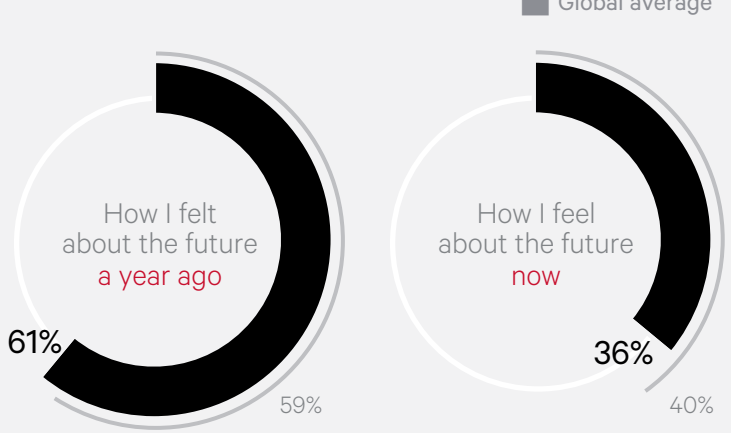 Global average
How I felt
about the future
a year ago
61%
59%
How I feel
about the future
now
36%
40%